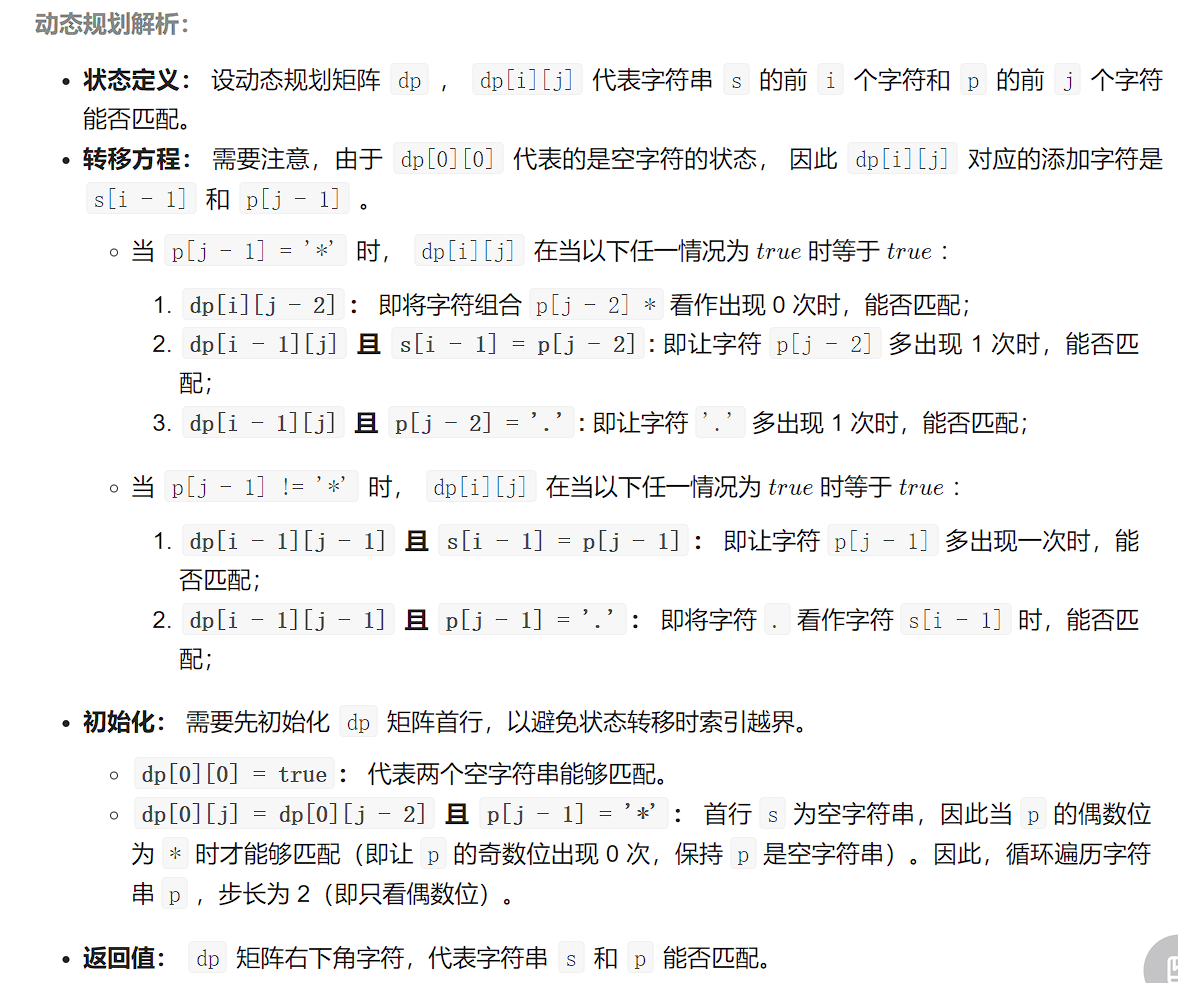 动态规划解析：
• 状态定义： 设动态规划矩阵 dp ， dp[i][j] 代表字符串 s 的前 i 个字符和 p 的前 j 个字符
能否匹配。
• 转移方程： 需要注意，由于 dp[0][0] 代表的是空字符的状态， 因此 dp[i][j] 对应的添加字符是
s[i - 1] 和 p[j - 1] 。
◦ 当 p[j - 1] = '*' 时， dp[i][j] 在当以下任一情况为 true 时等于 true ：
1. dp[i][j - 2] ： 即将字符组合 p[j - 2] * 看作出现 0 次时，能否匹配；
2. dp[i - 1][j] 且 s[i - 1] = p[j - 2] : 即让字符 p[j - 2] 多出现 1 次时，能否匹
配；
3. dp[i - 1][j] 且 p[j - 2] = '.' : 即让字符 '.' 多出现 1 次时，能否匹配；
◦ 当 p[j - 1] != '*' 时， dp[i][j] 在当以下任一情况为 true 时等于 true ：
1. dp[i - 1][j - 1] 且 s[i - 1] = p[j - 1] ： 即让字符 p[j - 1] 多出现一次时，能
否匹配；
2. dp[i - 1][j - 1] 且 p[j - 1] = '.' ： 即将字符 . 看作字符 s[i - 1] 时，能否匹
配；
• 初始化： 需要先初始化 dp 矩阵首行，以避免状态转移时索引越界。
◦ dp[0][0] = true ： 代表两个空字符串能够匹配。
◦ dp[0][j] = dp[0][j - 2] 且 p[j - 1] = '*' ： 首行 s 为空字符串，因此当 p 的偶数位
为 * 时才能够匹配（即让 p 的奇数位出现 0 次，保持 p 是空字符串）。因此，循环遍历字符
串 p ，步长为 2（即只看偶数位）。
• 返回值： dp 矩阵右下角字符，代表字符串 s 和 p 能否匹配。